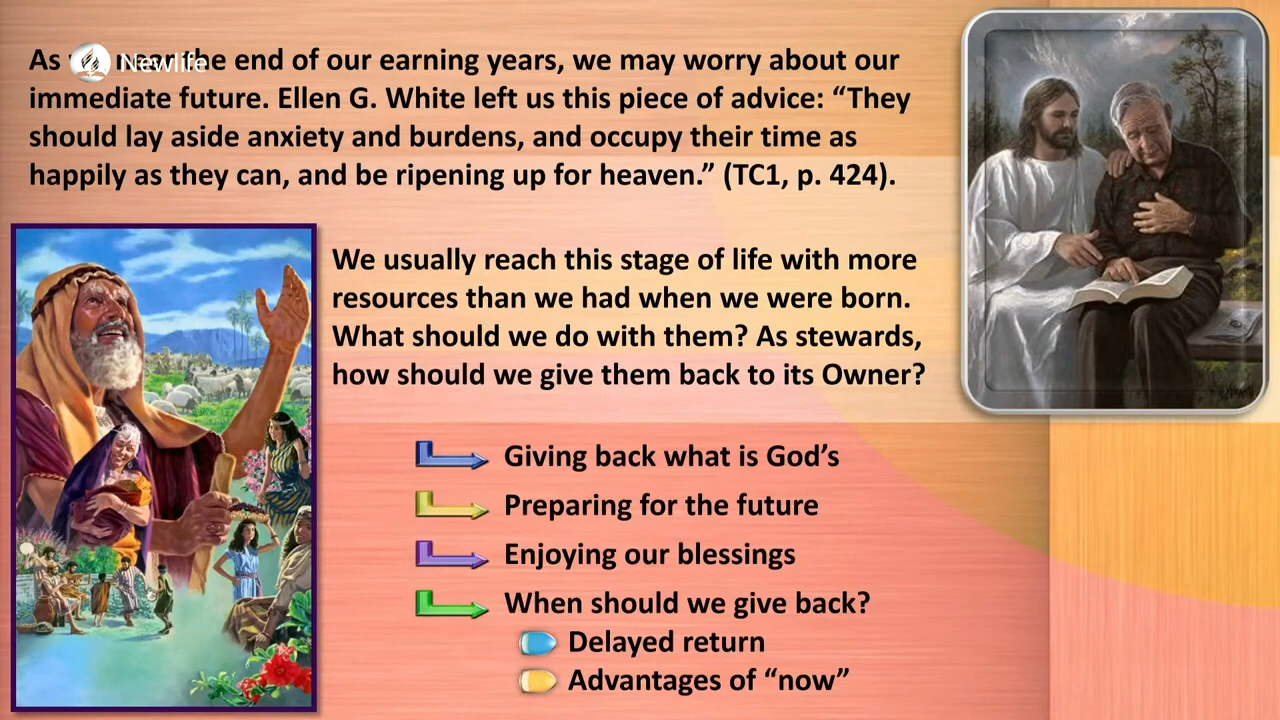 As we near the end of our earning years, we may worry about our
immediate future. Ellen G. White left us this piece of advice: “They
should lay aside anxiety and burdens, and occupy their time as
happily as they can, and be ripening up for heaven.” (TC1, p. 424).
Newlife
We usually reach this stage of life with more
resources than we had when we were born.
What should we do with them? As stewards,
how should we give them back to its Owner?
Giving back what is God’s
Preparing for the future
Enjoying our blessings
When should we give back?
Delayed return
Advantages of “now”